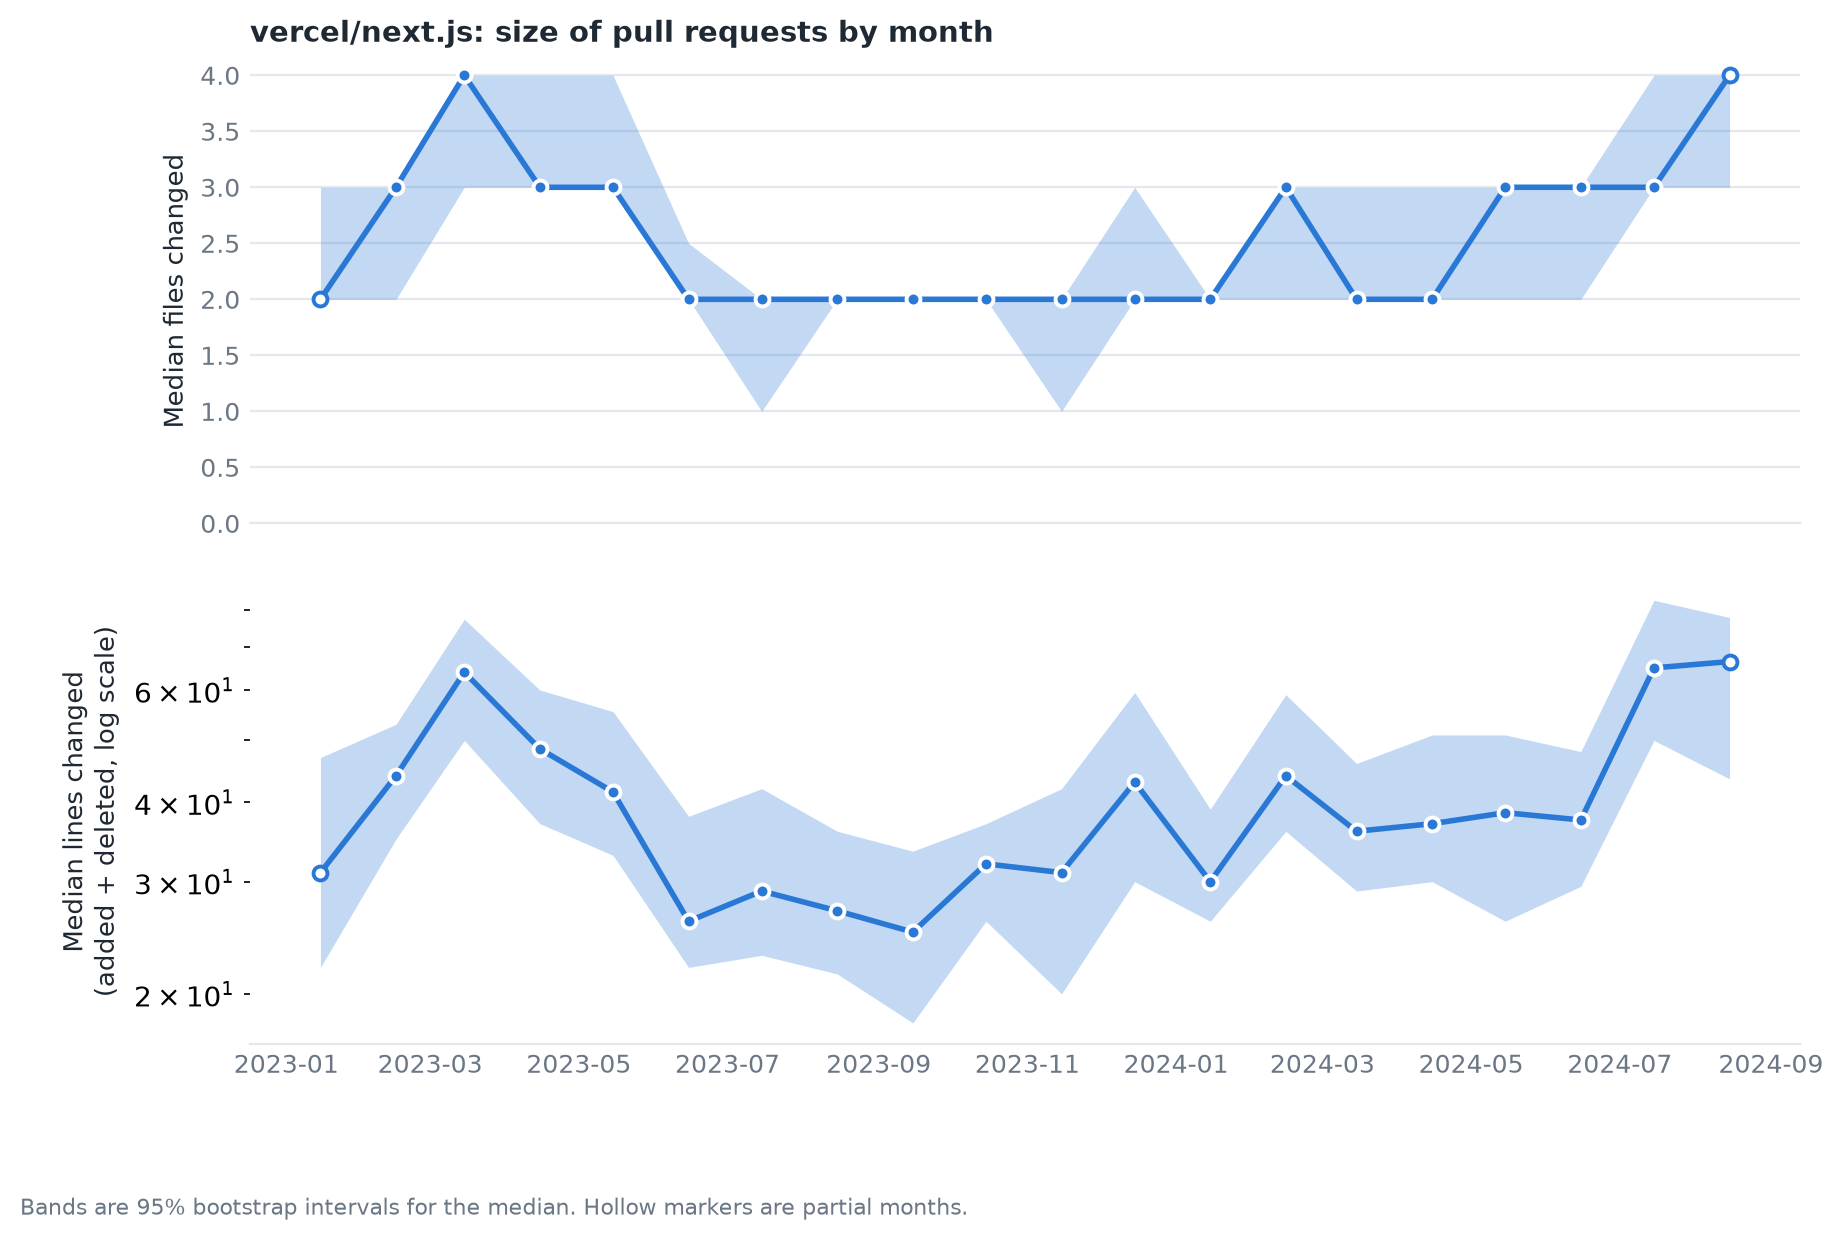 vercel/next.js: size of pull requests by month
4.0
3.5
3.0
2.5
2.0
1.5
1.0
0.5
0.0
Median files changed
6 × 10¹
4 × 10¹
3 × 10¹
2 × 10¹
Median lines changed
(added + deleted, log scale)
2023-01 2023-03 2023-05 2023-07 2023-09 2023-11 2024-01 2024-03 2024-05 2024-07 2024-09
Bands are 95% bootstrap intervals for the median. Hollow markers are partial months.